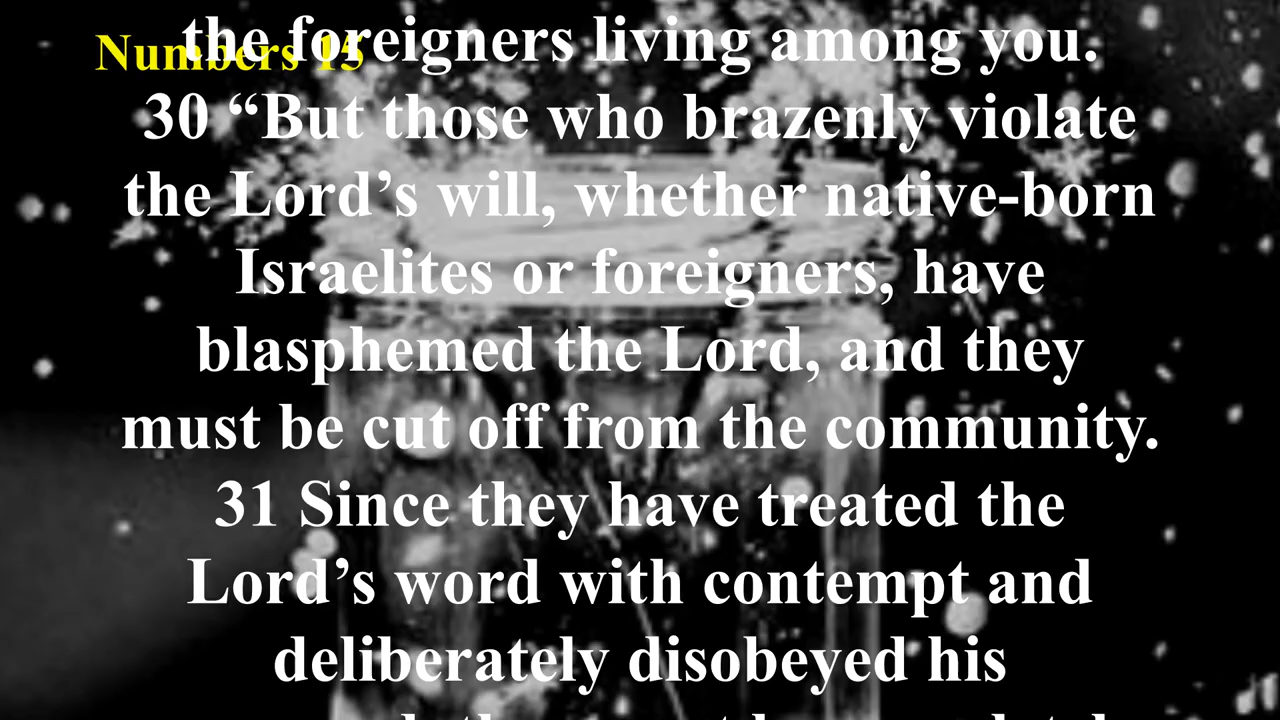 Numbers 15
the foreigners living among you.
30 “But those who brazenly violate
the Lord’s will, whether native-born
Israelites or foreigners, have
blasphemed the Lord, and they
must be cut off from the community.
31 Since they have treated the
Lord’s word with contempt and
deliberately disobeyed his